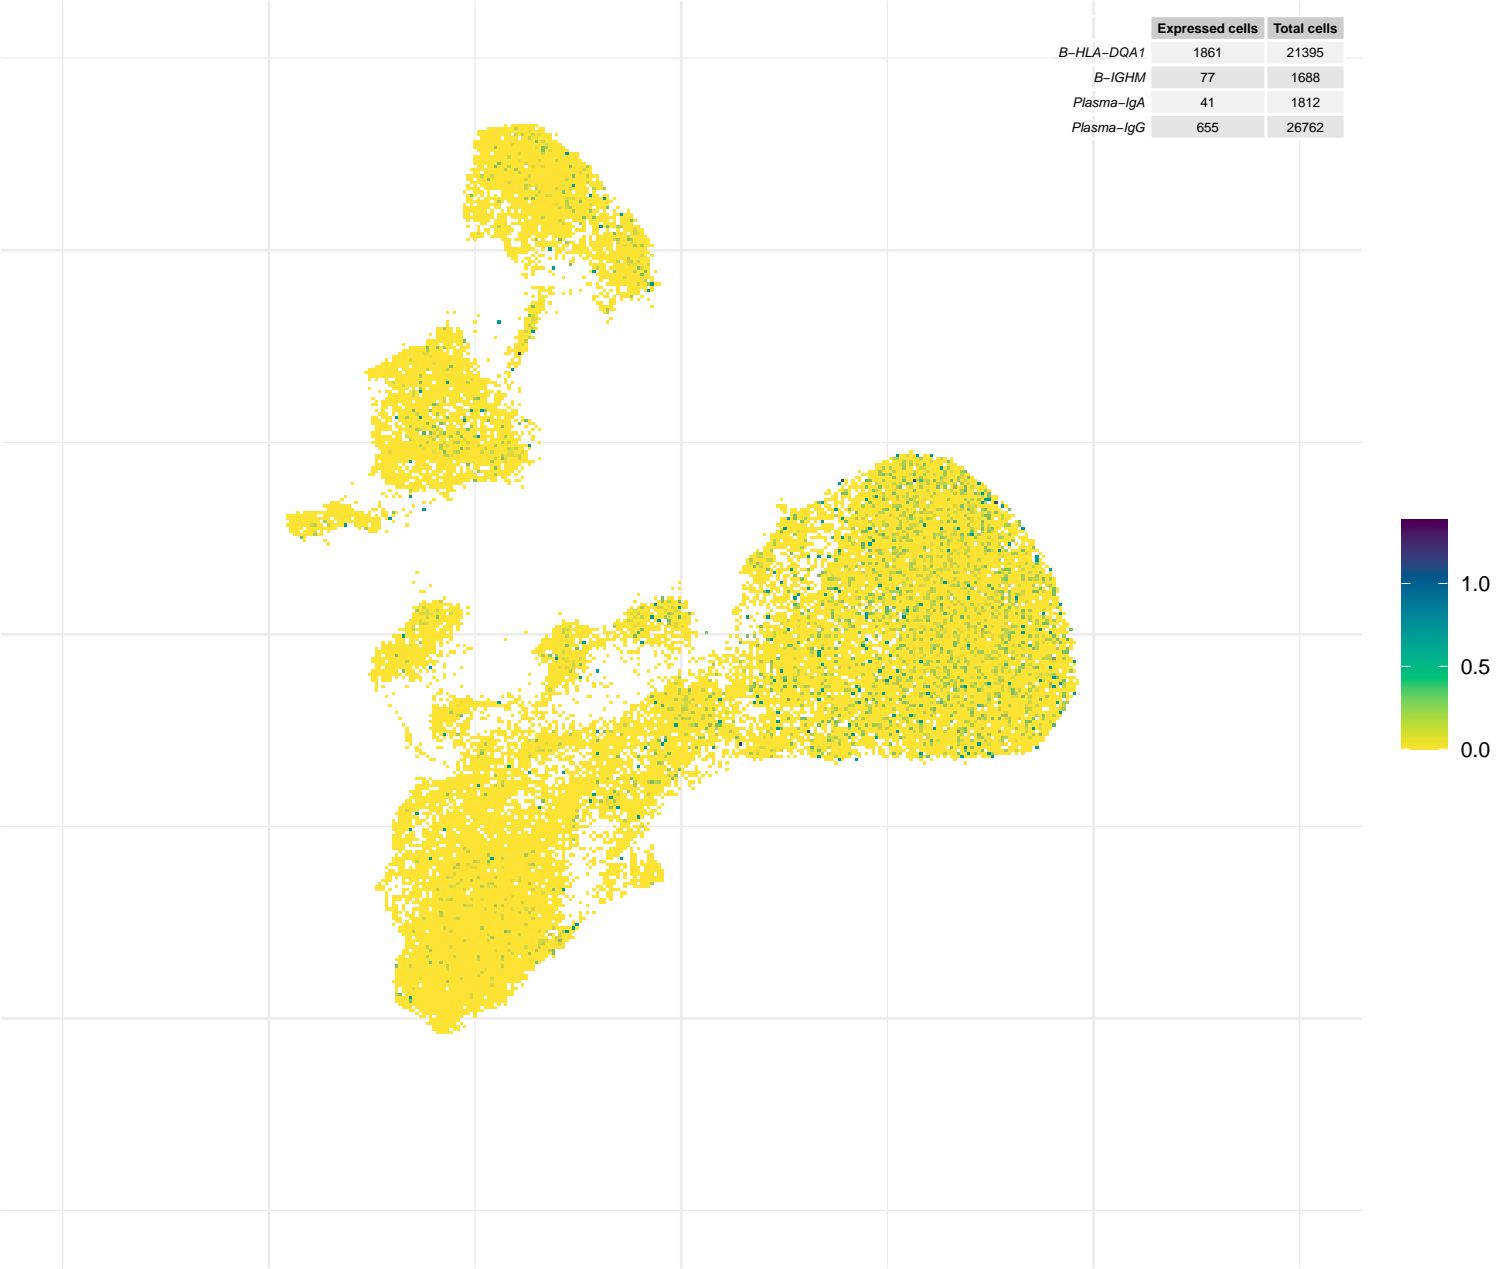 Expressed cells Total cells
B−HLA−DQA1 1861 21395
B−IGHM 77 1688
Plasma−IgA 41 1812
Plasma−IgG 655 26762
1.0
0.5
0.0